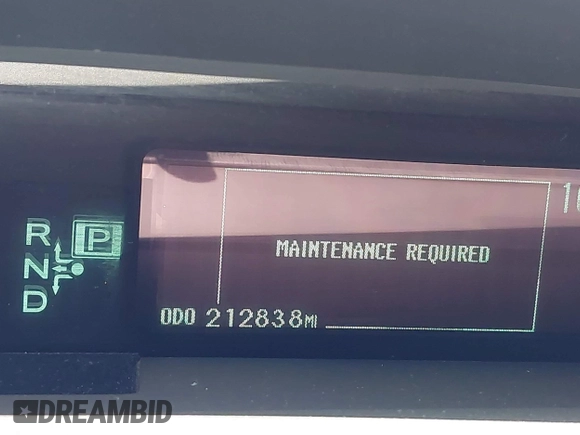 R P
N
D
MAINTENANCE REQUIRED
ODO 212838MI
DREAMBID